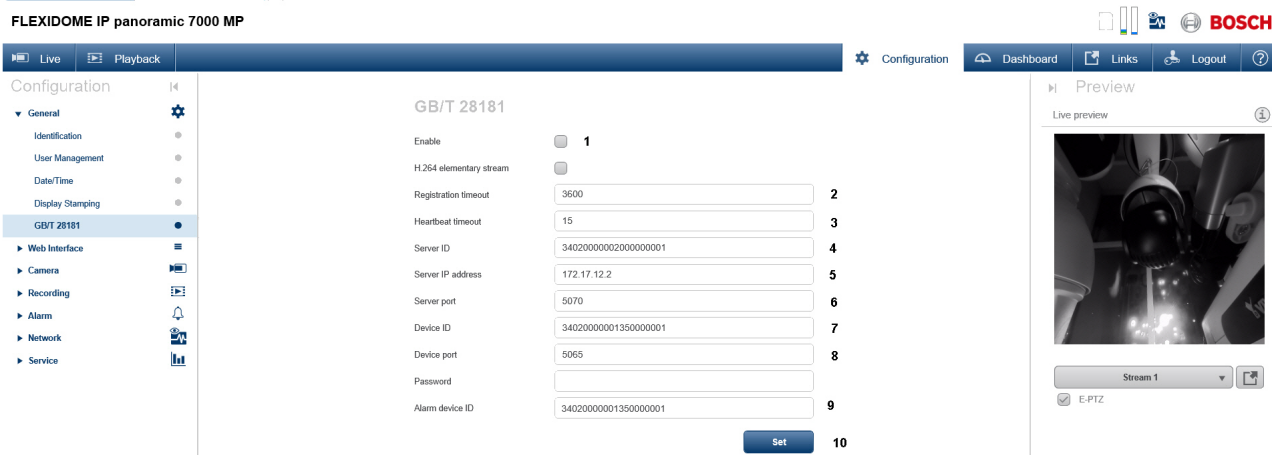 FLEXIDOME IP panoramic 7000 MP
BOSCH
Live Playback Configuration Dashboard Links Logout ?
Configuration
General
Identification
User Management
Date/Time
Display Stamping
GB/T 28181
Web Interface
Camera
Recording
Alarm
Network
Service
GB/T 28181
Enable 1
H.264 elementary stream
Registration timeout 3600 2
Heartbeat timeout 15 3
Server ID 34020000002000000001 4
Server IP address 172.17.12.2 5
Server port 5070 6
Device ID 34020000001350000001 7
Device port 5065 8
Password
Alarm device ID 34020000001350000001 9
Set 10
Preview
Live preview
Stream 1
E-PTZ